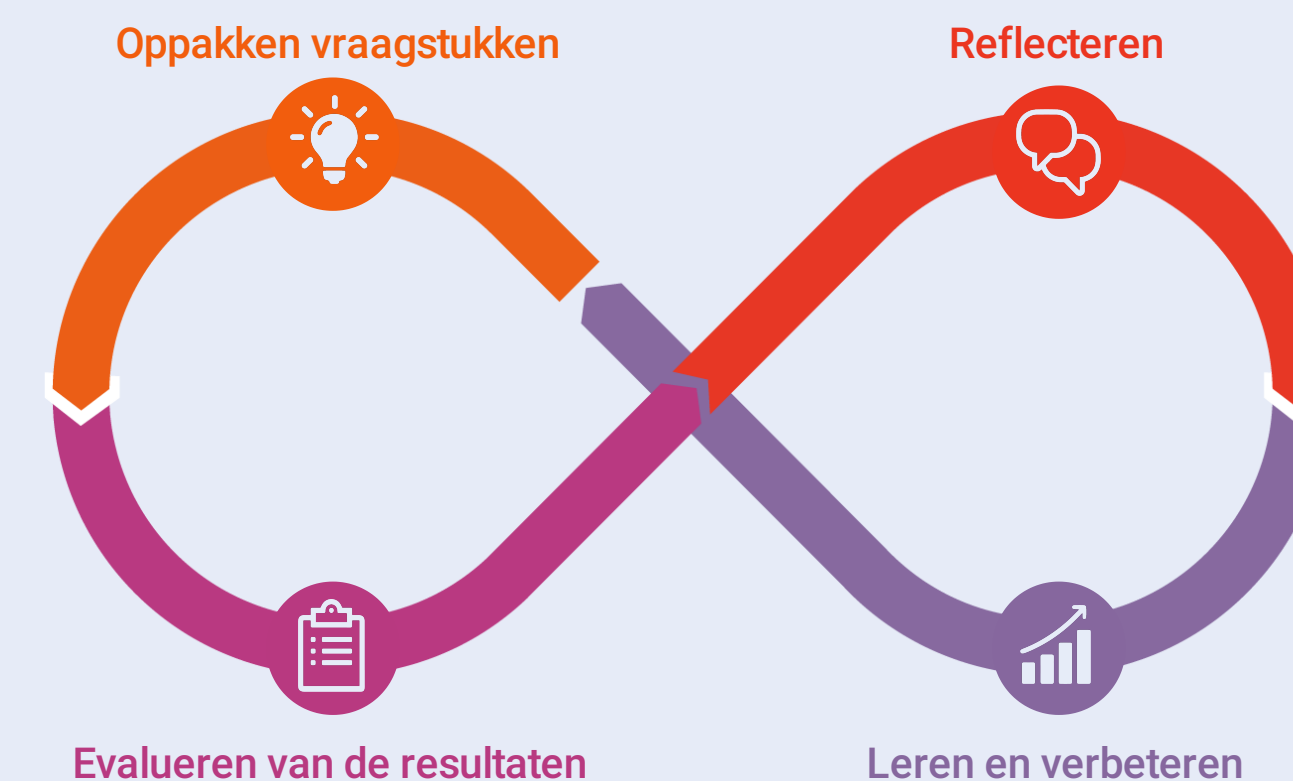 Oppakken vraagstukken
Reflecteren
Evalueren van de resultaten
Leren en verbeteren